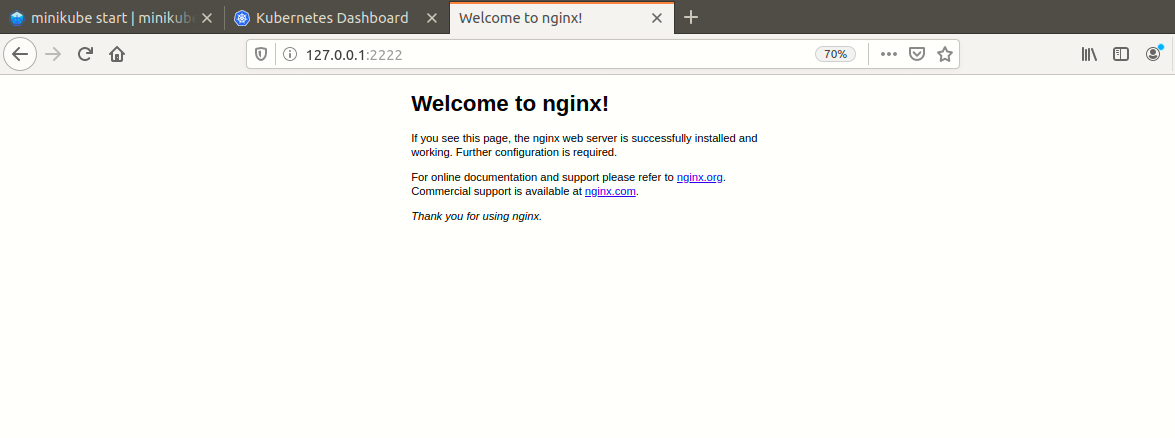 minikube start | minikube
Kubernetes Dashboard
Welcome to nginx!
127.0.0.1:2222
70%
Welcome to nginx!
If you see this page, the nginx web server is successfully installed and
working. Further configuration is required.
For online documentation and support please refer to nginx.org.
Commercial support is available at nginx.com.
Thank you for using nginx.